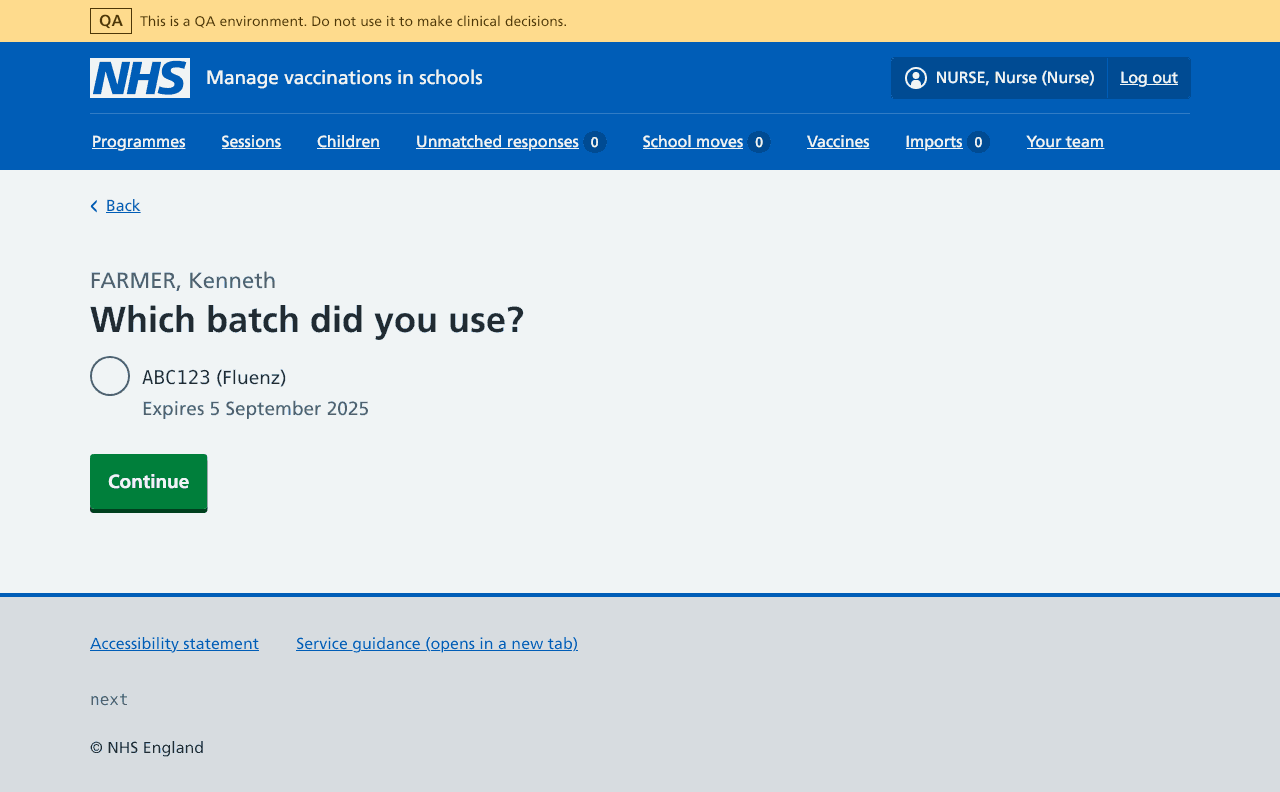 QA This is a QA environment. Do not use it to make clinical decisions.
NHS Manage vaccinations in schools NURSE, Nurse (Nurse) Log out
Programmes Sessions Children Unmatched responses 0 School moves 0 Vaccines Imports 0 Your team
Back
FARMER, Kenneth
Which batch did you use?
ABC123 (Fluenz)
Expires 5 September 2025
Continue
Accessibility statement Service guidance (opens in a new tab)
next
© NHS England